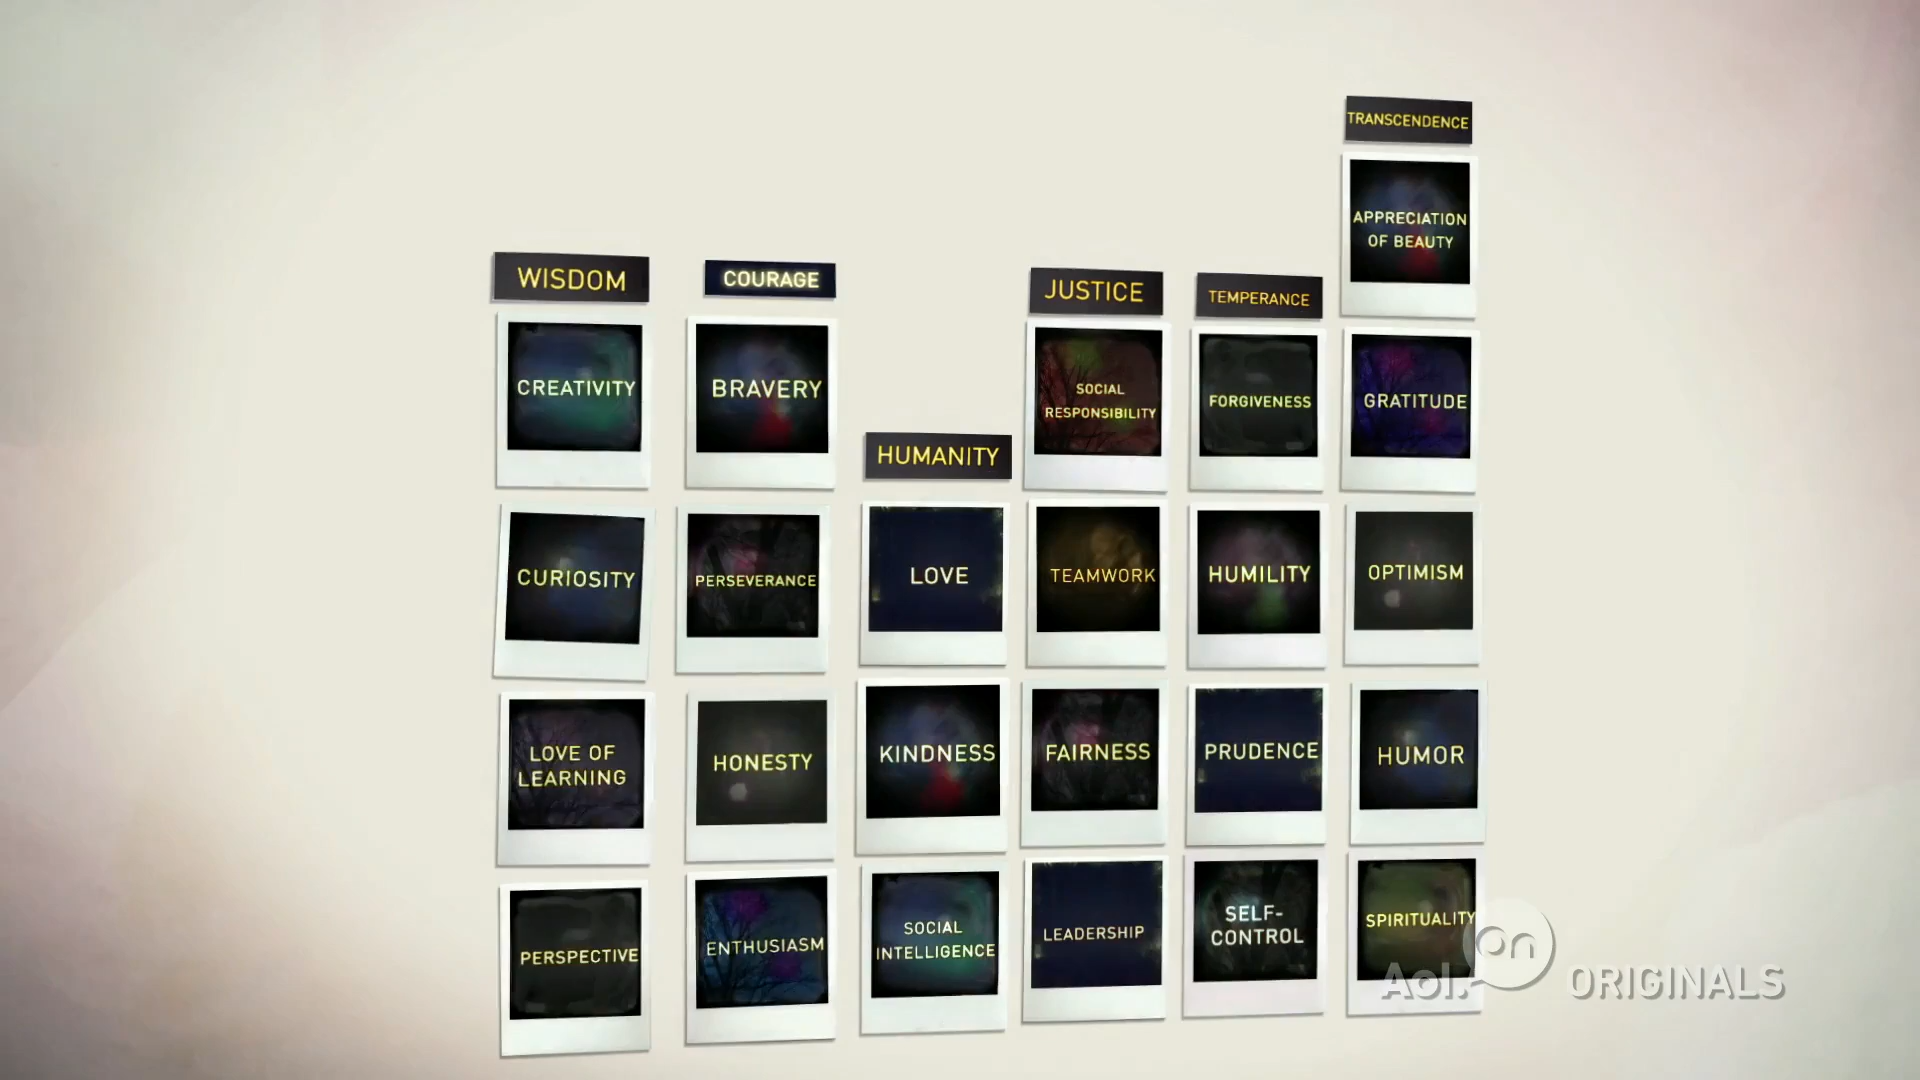 WISDOM
CREATIVITY
CURIOSITY
LOVE OF
LEARNING
PERSPECTIVE
COURAGE
BRAVERY
PERSEVERANCE
HONESTY
ENTHUSIASM
HUMANITY
LOVE
KINDNESS
SOCIAL
INTELLIGENCE
JUSTICE
SOCIAL
RESPONSIBILITY
TEAMWORK
FAIRNESS
LEADERSHIP
TEMPERANCE
FORGIVENESS
HUMILITY
PRUDENCE
SELF-
CONTROL
TRANSCENDENCE
APPRECIATION
OF BEAUTY
GRATITUDE
OPTIMISM
HUMOR
SPIRITUALITY
Aol. on ORIGINALS